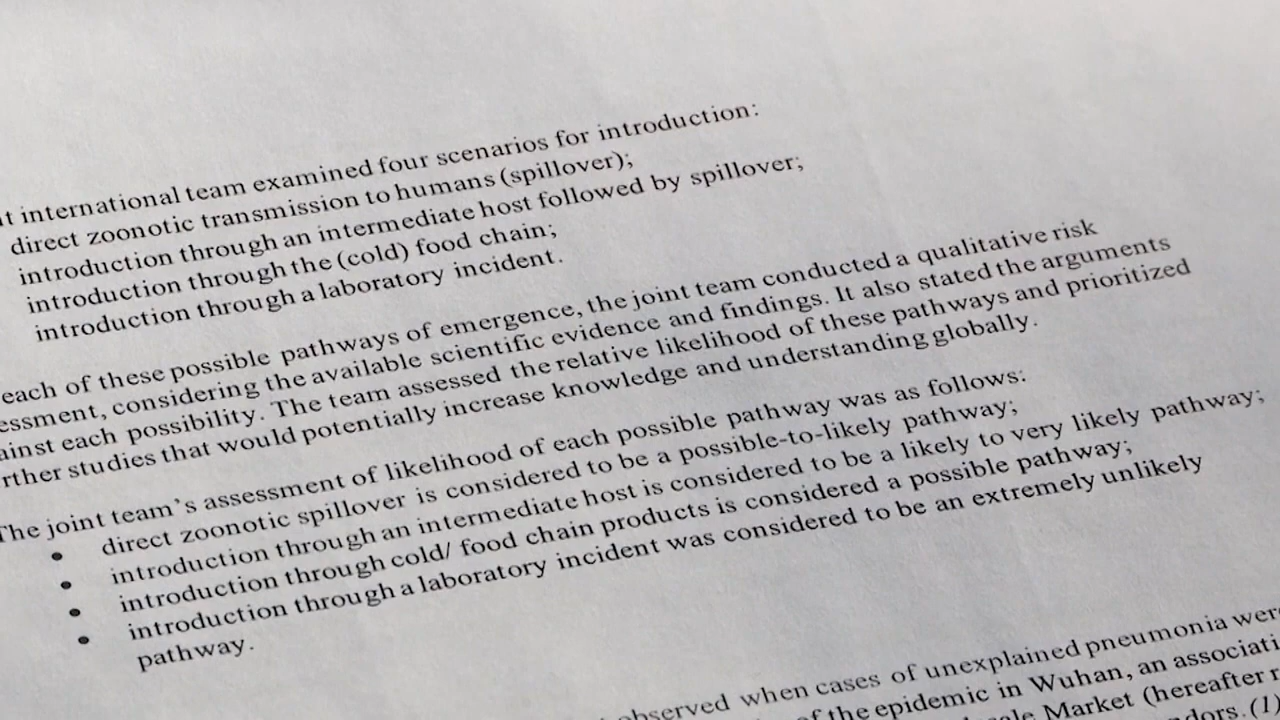 international team examined four scenarios for introduction:
direct zoonotic transmission to humans (spillover);
introduction through an intermediate host followed by spillover;
introduction through the (cold) food chain;
introduction through a laboratory incident.
each of these possible pathways of emergence, the joint team conducted a qualitative risk
essment, considering the available scientific evidence and findings. It also stated the arguments
ainst each possibility. The team assessed the relative likelihood of these pathways and prioritized
rther studies that would potentially increase knowledge and understanding globally.
The joint team's assessment of likelihood of each possible pathway was as follows:
• direct zoonotic spillover is considered to be a possible-to-likely pathway;
• introduction through an intermediate host is considered to be a likely to very likely pathway;
• introduction through cold/ food chain products is considered a possible pathway;
• introduction through a laboratory incident was considered to be an extremely unlikely
pathway.
observed when cases of unexplained pneumonia were
of the epidemic in Wuhan, an associati
Market (hereafter r
dors. (1)